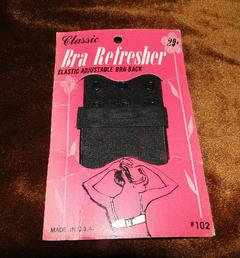 Classic
29¢
Bra Refresher
ELASTIC ADJUSTABLE BRA-BACK
MADE IN U.S.A.
#102